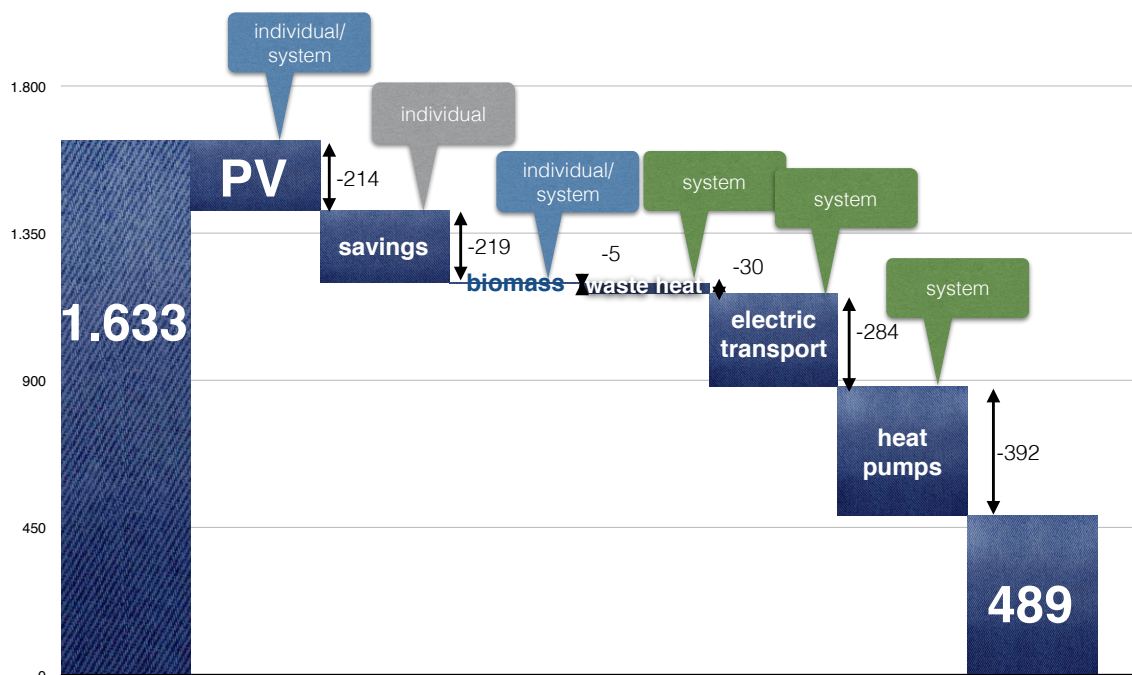 individual/
system
1.800
individual
PV
-214
individual/
system
system
system
1.350
savings
-219
-5
-30
biomass
waste heat
system
1.633
electric
transport
-284
900
heat
pumps
-392
450
489
0